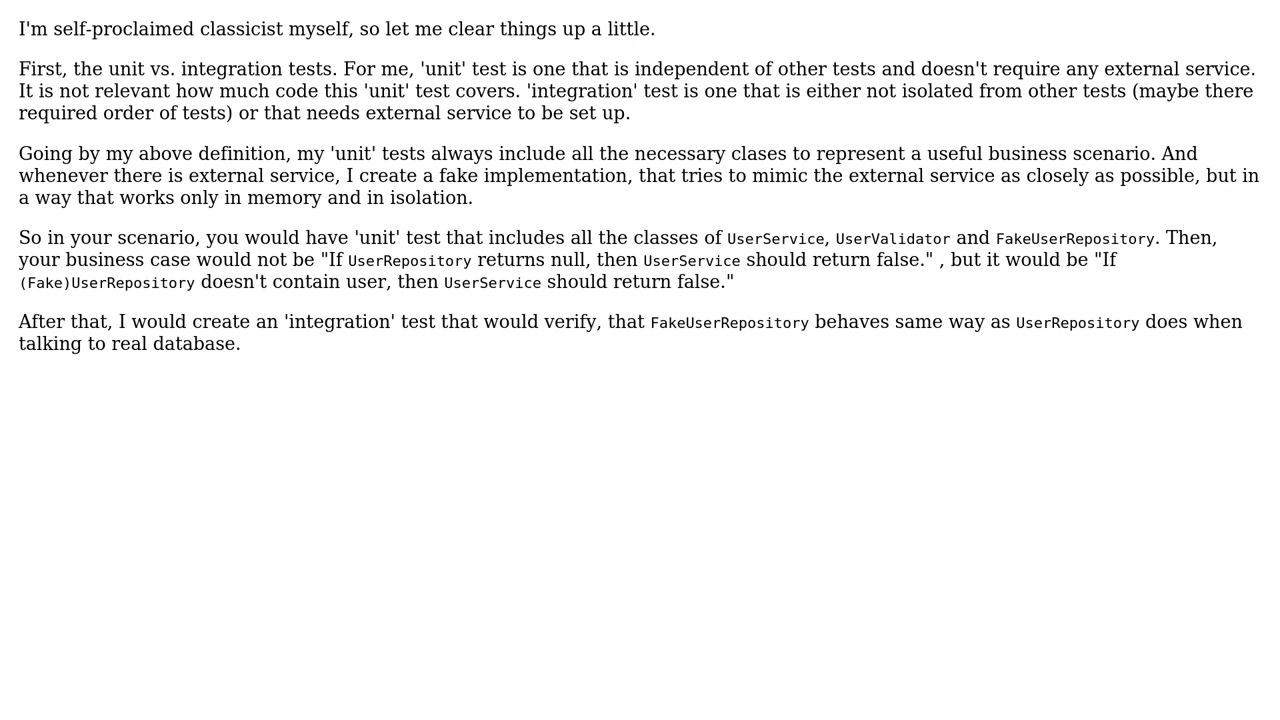 I'm self-proclaimed classicist myself, so let me clear things up a little.
First, the unit vs. integration tests. For me, 'unit' test is one that is independent of other tests and doesn't require any external service.
It is not relevant how much code this 'unit' test covers. 'integration' test is one that is either not isolated from other tests (maybe there
required order of tests) or that needs external service to be set up.
Going by my above definition, my 'unit' tests always include all the necessary clases to represent a useful business scenario. And
whenever there is external service, I create a fake implementation, that tries to mimic the external service as closely as possible, but in
a way that works only in memory and in isolation.
So in your scenario, you would have 'unit' test that includes all the classes of UserService, UserValidator and FakeUserRepository. Then,
your business case would not be "If UserRepository returns null, then UserService should return false." , but it would be "If
(Fake)UserRepository doesn't contain user, then UserService should return false."
After that, I would create an 'integration' test that would verify, that FakeUserRepository behaves same way as UserRepository does when
talking to real database.